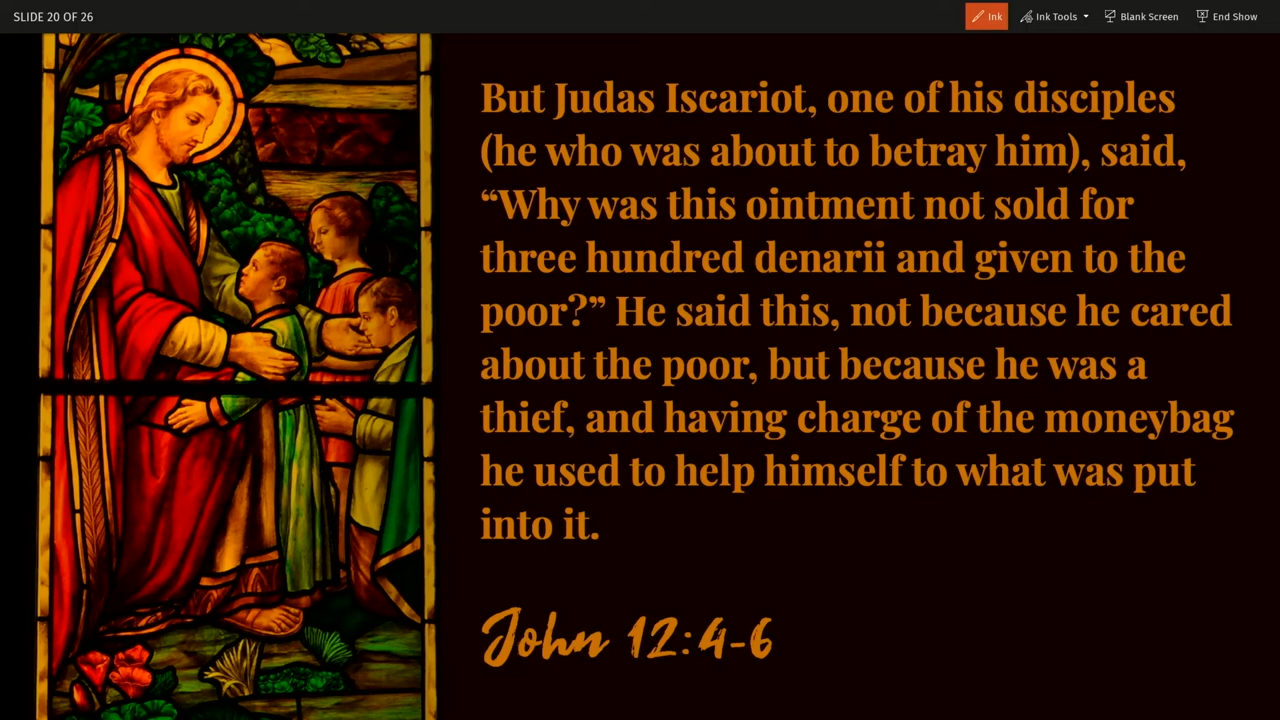 SLIDE 20 OF 26
Ink
Ink Tools
Blank Screen
End Show
But Judas Iscariot, one of his disciples
(he who was about to betray him), said,
“Why was this ointment not sold for
three hundred denarii and given to the
poor?” He said this, not because he cared
about the poor, but because he was a
thief, and having charge of the moneybag
he used to help himself to what was put
into it.
John 12:4-6